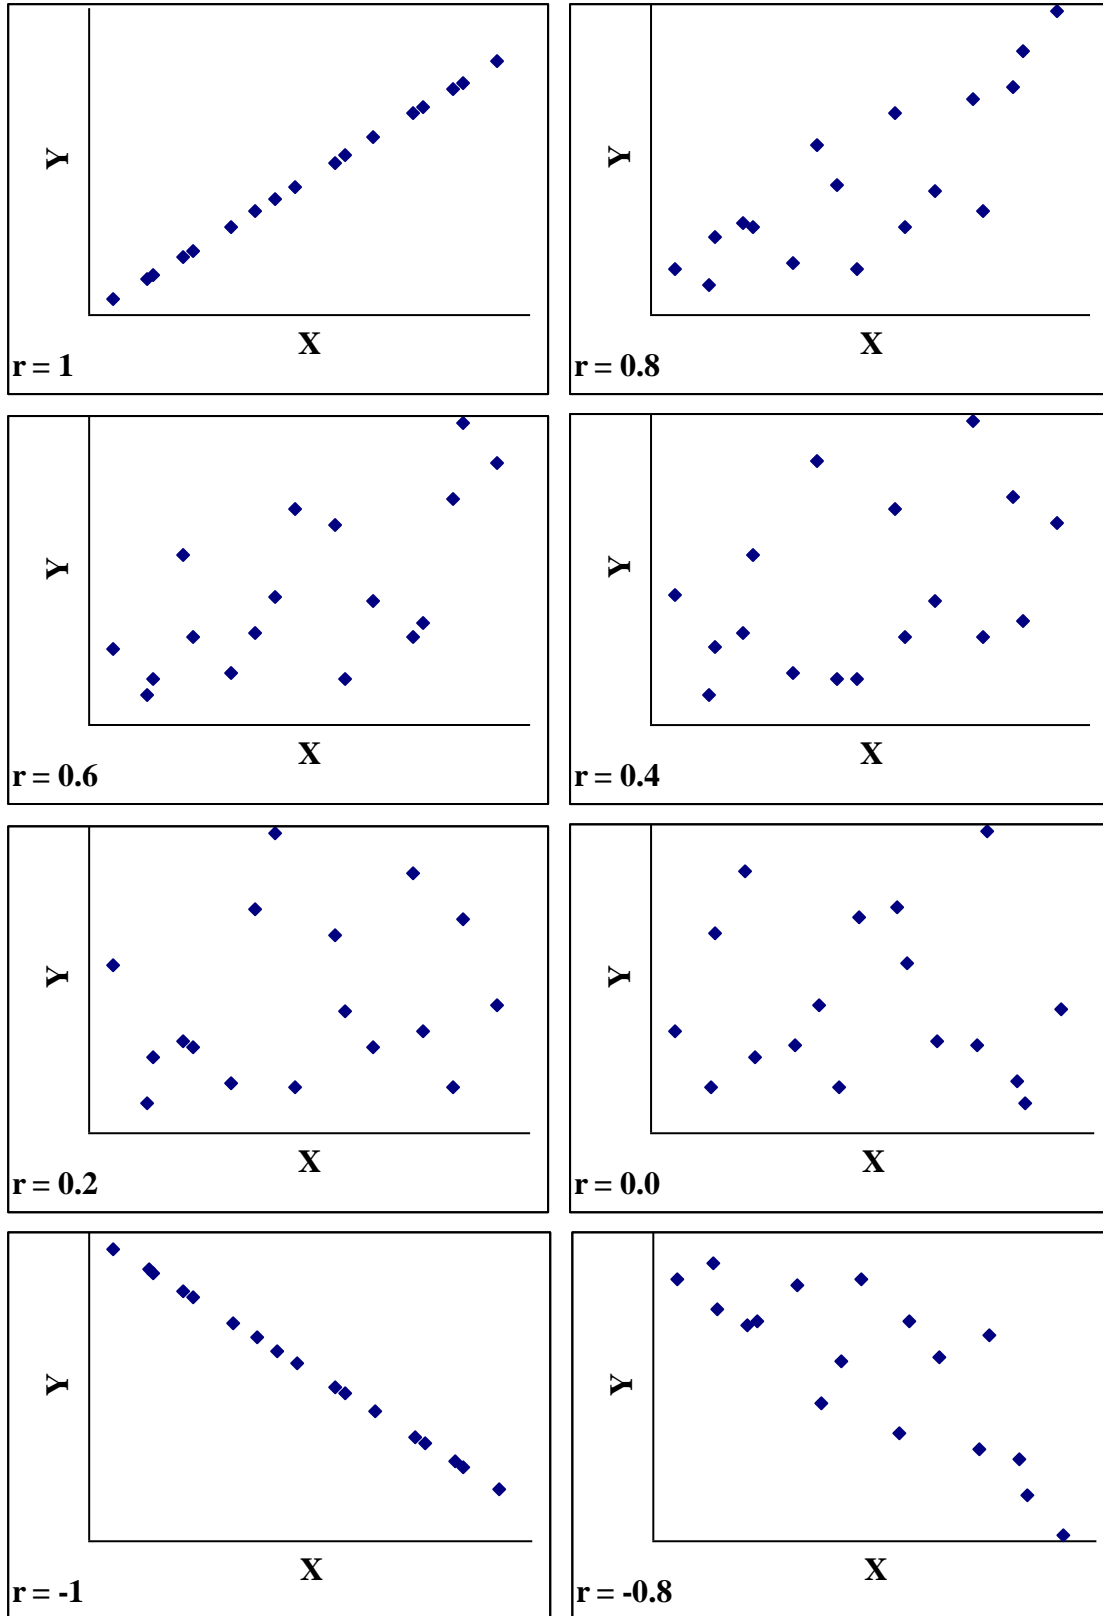 Y
X
r = 1
Y
X
r = 0.8
Y
X
r = 0.6
Y
X
r = 0.4
Y
X
r = 0.2
Y
X
r = 0.0
Y
X
r = -1
Y
X
r = -0.8